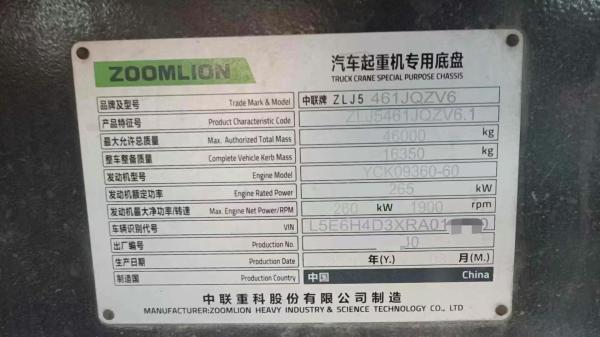 ZOOMLION
汽车起重机专用底盘
TRUCK CRANE SPECIAL PURPOSE CHASSIS
品牌及型号 Trade Mark & Model 中联牌 ZLJ5 461JQZV6
产品特征号 Product Characteristic Code ZLJ5461JQZV6.1
最大允许总质量 Max. Authorized Total Mass 46000 kg
整车整备质量 Complete Vehicle Kerb Mass 16350 kg
发动机型号 Engine Model YCK09360-60
发动机额定功率 Engine Rated Power 265 kW
发动机最大净功率/转速 Max. Engine Net Power/RPM 260 kW 1900 rpm
车辆识别代号 VIN L5E6H4D3XRA01
出厂编号 Production No.
生产日期 Production Date 年(Y.) 月(M.)
制造国 Production Country 中国 China
中联重科股份有限公司制造
MANUFACTURER:ZOOMLION HEAVY INDUSTRY & SCIENCE TECHNOLOGY CO., LTD